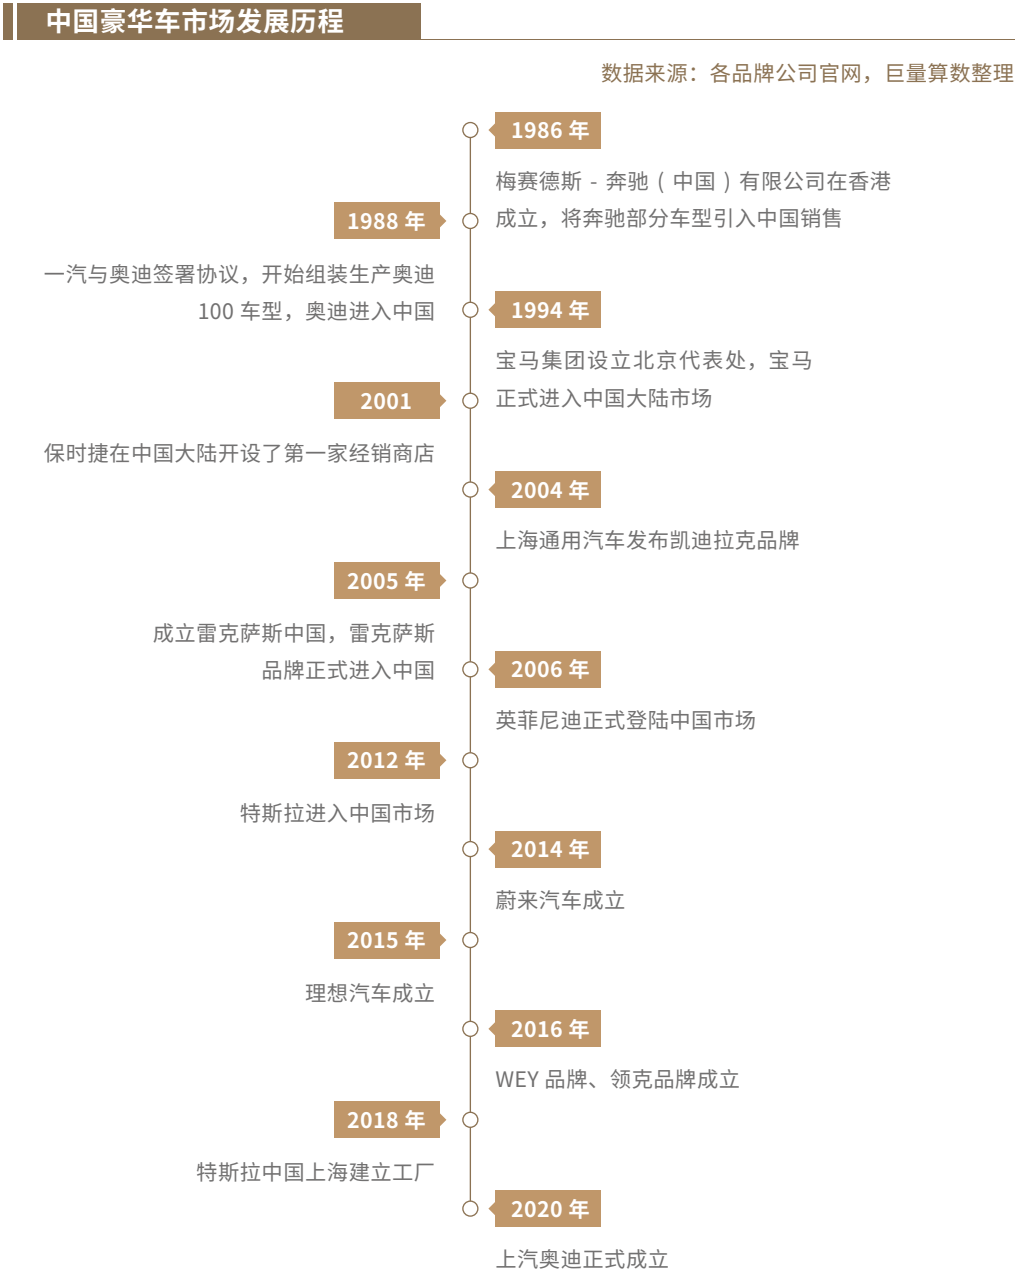 中国豪华车市场发展历程
数据来源：各品牌公司官网，巨量算数整理
1986 年
梅赛德斯 - 奔驰 ( 中国 ) 有限公司在香港
成立，将奔驰部分车型引入中国销售
1988 年
一汽与奥迪签署协议，开始组装生产奥迪
100 车型，奥迪进入中国
1994 年
宝马集团设立北京代表处，宝马
正式进入中国大陆市场
2001
保时捷在中国大陆开设了第一家经销商店
2004 年
上海通用汽车发布凯迪拉克品牌
2005 年
成立雷克萨斯中国，雷克萨斯
品牌正式进入中国
2006 年
英菲尼迪正式登陆中国市场
2012 年
特斯拉进入中国市场
2014 年
蔚来汽车成立
2015 年
理想汽车成立
2016 年
WEY 品牌、领克品牌成立
2018 年
特斯拉中国上海建立工厂
2020 年
上汽奥迪正式成立